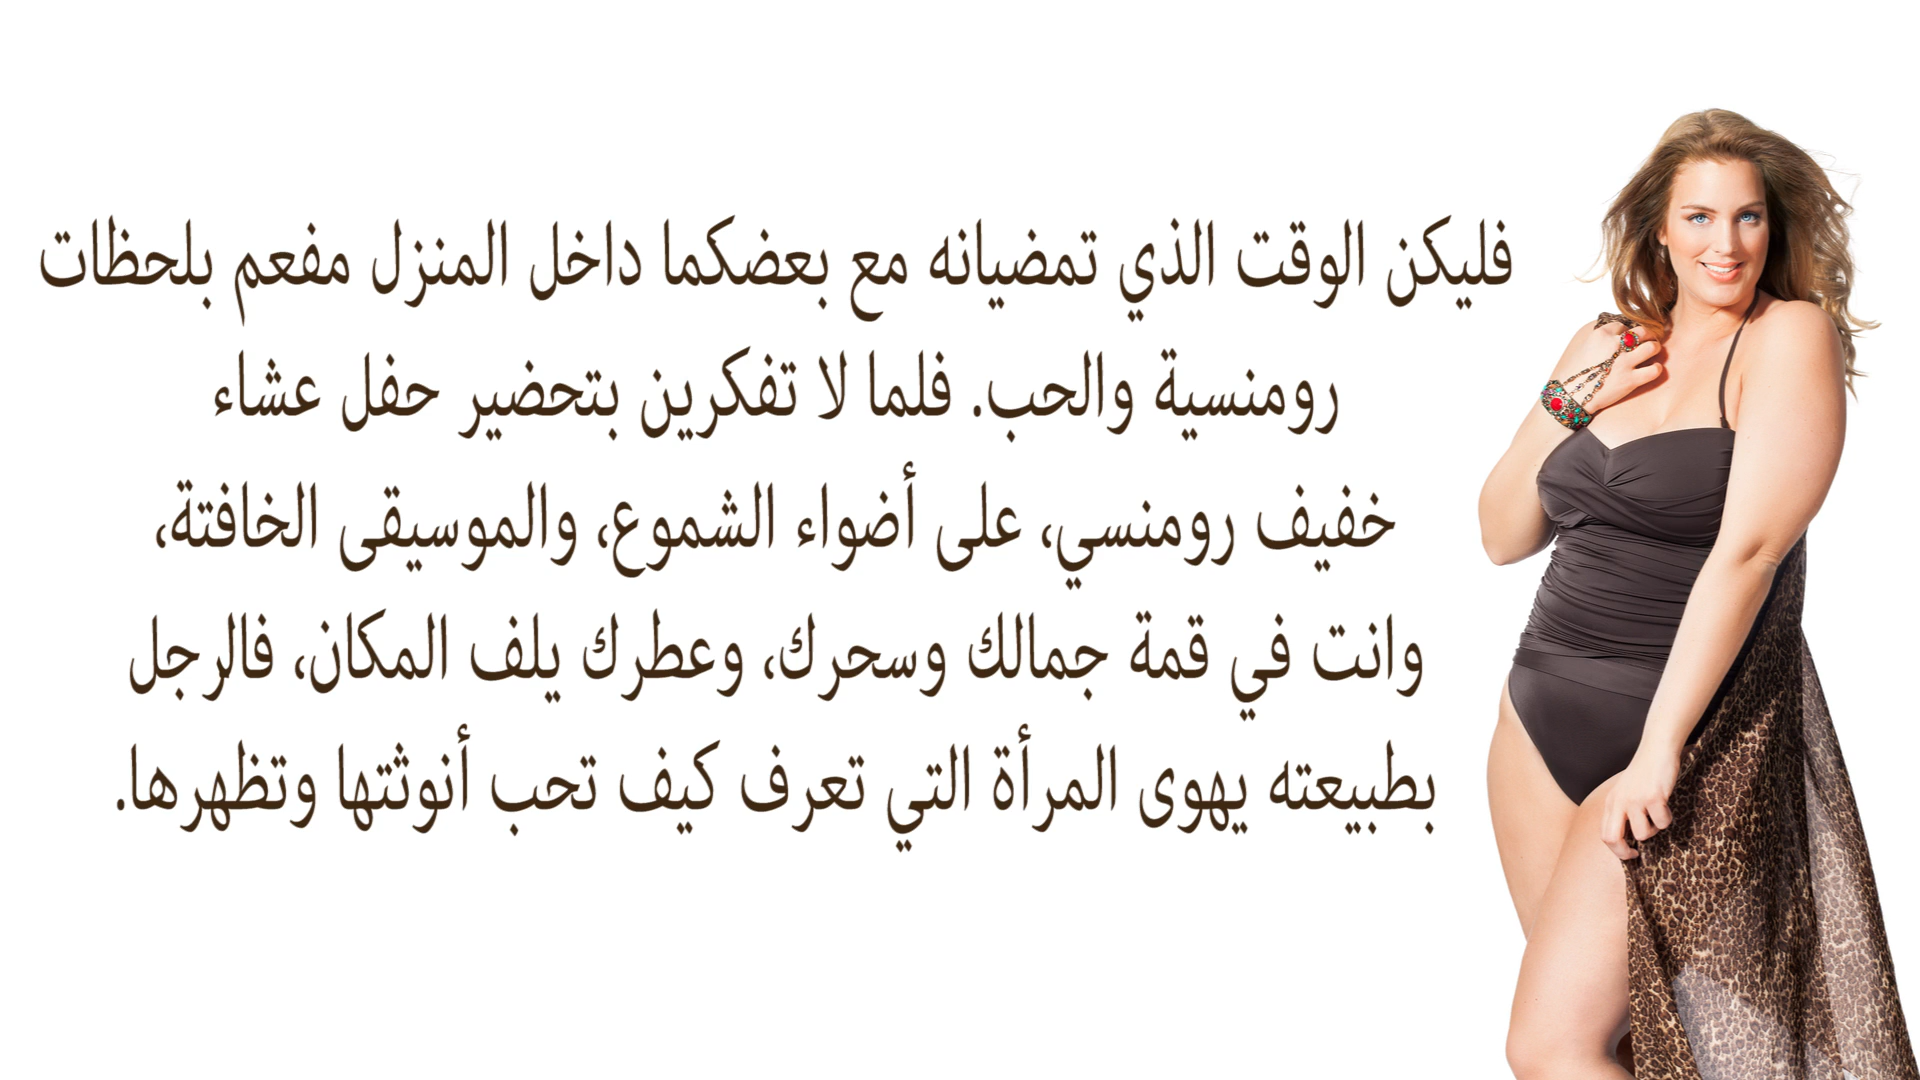 فليكن الوقت الذي تمضيانه مع بعضكما داخل المنزل مفعم بلحظات
رومنسية والحب. فلما لا تفكرين بتحضير حفل عشاء
خفيف رومنسي، على أضواء الشموع، والموسيقى الخافتة،
وانت في قمة جمالك وسحرك، وعطرك يلف المكان، فالرجل
بطبيعته يهوى المرأة التي تعرف كيف تحب أنوثتها وتظهرها.